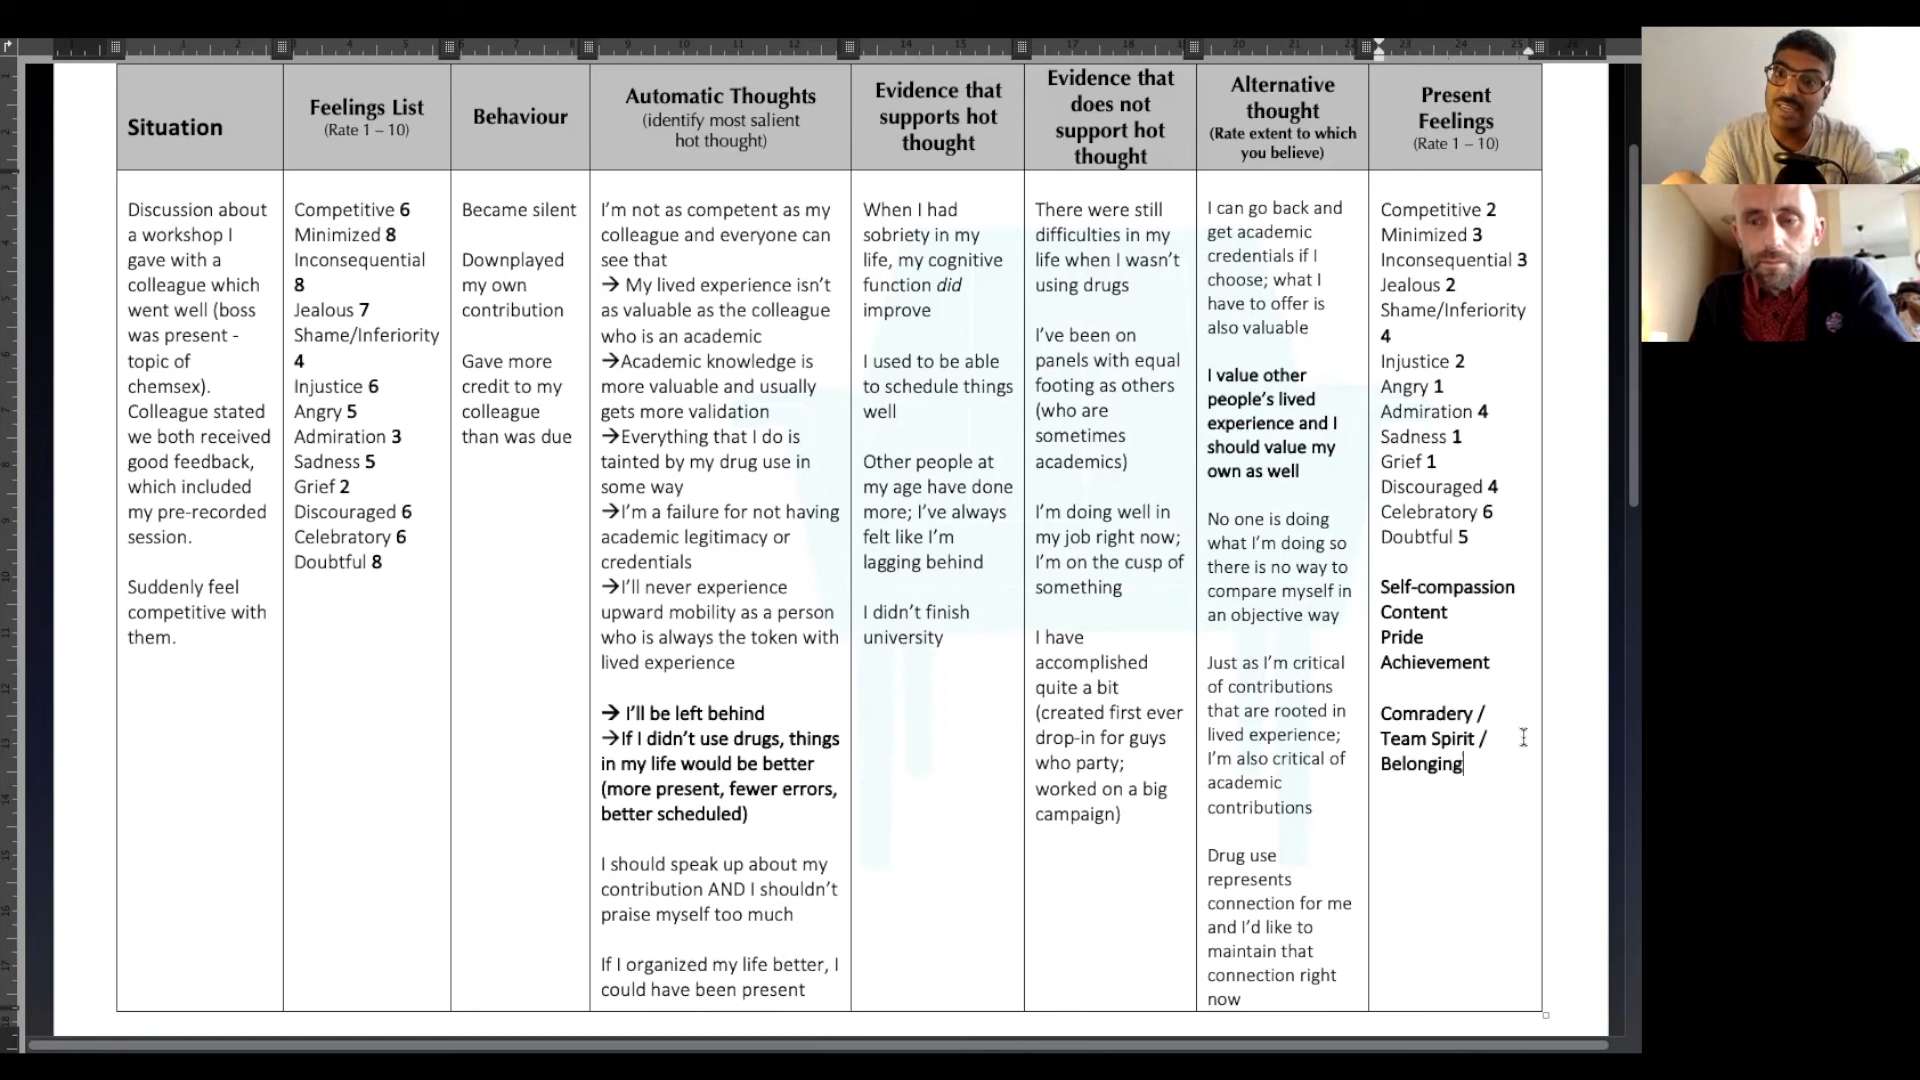 Situation
Feelings List
(Rate 1 – 10)
Behaviour
Automatic Thoughts
(identify most salient
hot thought)
Evidence that
supports hot
thought
Evidence that
does not
support hot
thought
Alternative
thought
(Rate extent to which
you believe)
Present
Feelings
(Rate 1 – 10)
Discussion about
a workshop I
gave with a
colleague which
went well (boss
was present -
topic of
chemsex).
Colleague stated
we both received
good feedback,
which included
my pre-recorded
session.
Suddenly feel
competitive with
them.
Competitive 6
Minimized 8
Inconsequential
8
Jealous 7
Shame/Inferiority
4
Injustice 6
Angry 5
Admiration 3
Sadness 5
Grief 2
Discouraged 6
Celebratory 6
Doubtful 8
Became silent
Downplayed
my own
contribution
Gave more
credit to my
colleague
than was due
I'm not as competent as my
colleague and everyone can
see that
→ My lived experience isn't
as valuable as the colleague
who is an academic
→Academic knowledge is
more valuable and usually
gets more validation
→Everything that I do is
tainted by my drug use in
some way
→I'm a failure for not having
academic legitimacy or
credentials
→I'll never experience
upward mobility as a person
who is always the token with
lived experience
→ I'll be left behind
→If I didn't use drugs, things
in my life would be better
(more present, fewer errors,
better scheduled)
I should speak up about my
contribution AND I shouldn't
praise myself too much
If I organized my life better, I
could have been present
When I had
sobriety in my
life, my cognitive
function did
improve
I used to be able
to schedule things
well
Other people at
my age have done
more; I've always
felt like I'm
lagging behind
I didn't finish
university
There were still
difficulties in my
life when I wasn't
using drugs
I've been on
panels with equal
footing as others
(who are
sometimes
academics)
I'm doing well in
my job right now;
I'm on the cusp of
something
I have
accomplished
quite a bit
(created first ever
drop-in for guys
who party;
worked on a big
campaign)
I can go back and
get academic
credentials if I
choose; what I
have to offer is
also valuable
I value other
people's lived
experience and I
should value my
own as well
No one is doing
what I'm doing so
there is no way to
compare myself in
an objective way
Just as I'm critical
of contributions
that are rooted in
lived experience;
I'm also critical of
academic
contributions
Drug use
represents
connection for me
and I'd like to
maintain that
connection right
now
Competitive 2
Minimized 3
Inconsequential 3
Jealous 2
Shame/Inferiority
4
Injustice 2
Angry 1
Admiration 4
Sadness 1
Grief 1
Discouraged 4
Celebratory 6
Doubtful 5
Self-compassion
Content
Pride
Achievement
Comradery /
Team Spirit /
Belonging